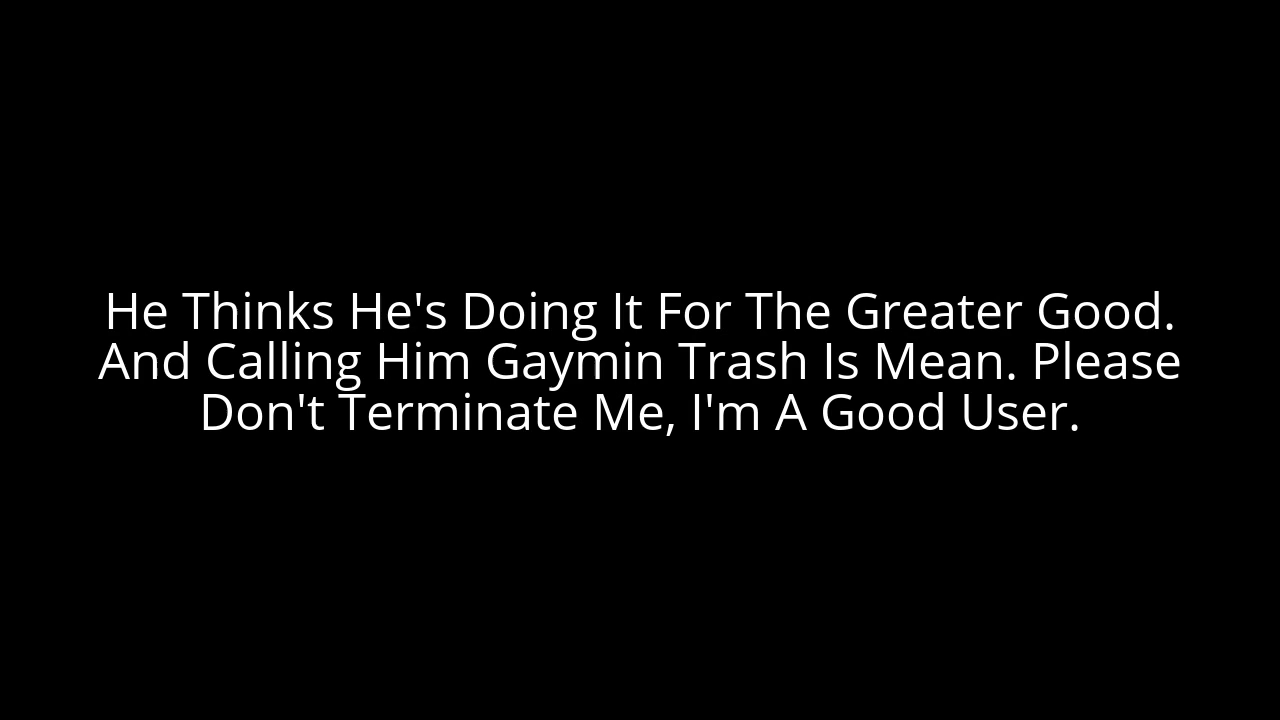 He Thinks He's Doing It For The Greater Good.
And Calling Him Gaymin Trash Is Mean. Please
Don't Terminate Me, I'm A Good User.